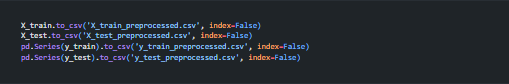 X_train.to_csv('X_train_preprocessed.csv', index=False)
X_test.to_csv('X_test_preprocessed.csv', index=False)
pd.Series(y_train).to_csv('y_train_preprocessed.csv', index=False)
pd.Series(y_test).to_csv('y_test_preprocessed.csv', index=False)